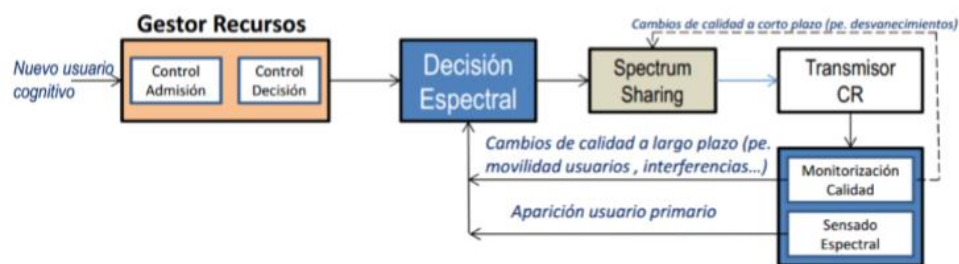 Gestor Recursos
Cambios de calidad a corto plazo (pe. desvanecimientos)
Nuevo usuario
cognitivo
Control
Admisión
Control
Decisión
Decisión
Espectral
Spectrum
Sharing
Transmisor
CR
Cambios de calidad a largo plazo (pe.
movilidad usuarios , interferencias...)
Monitorización
Calidad
Aparición usuario primario
Sensado
Espectral